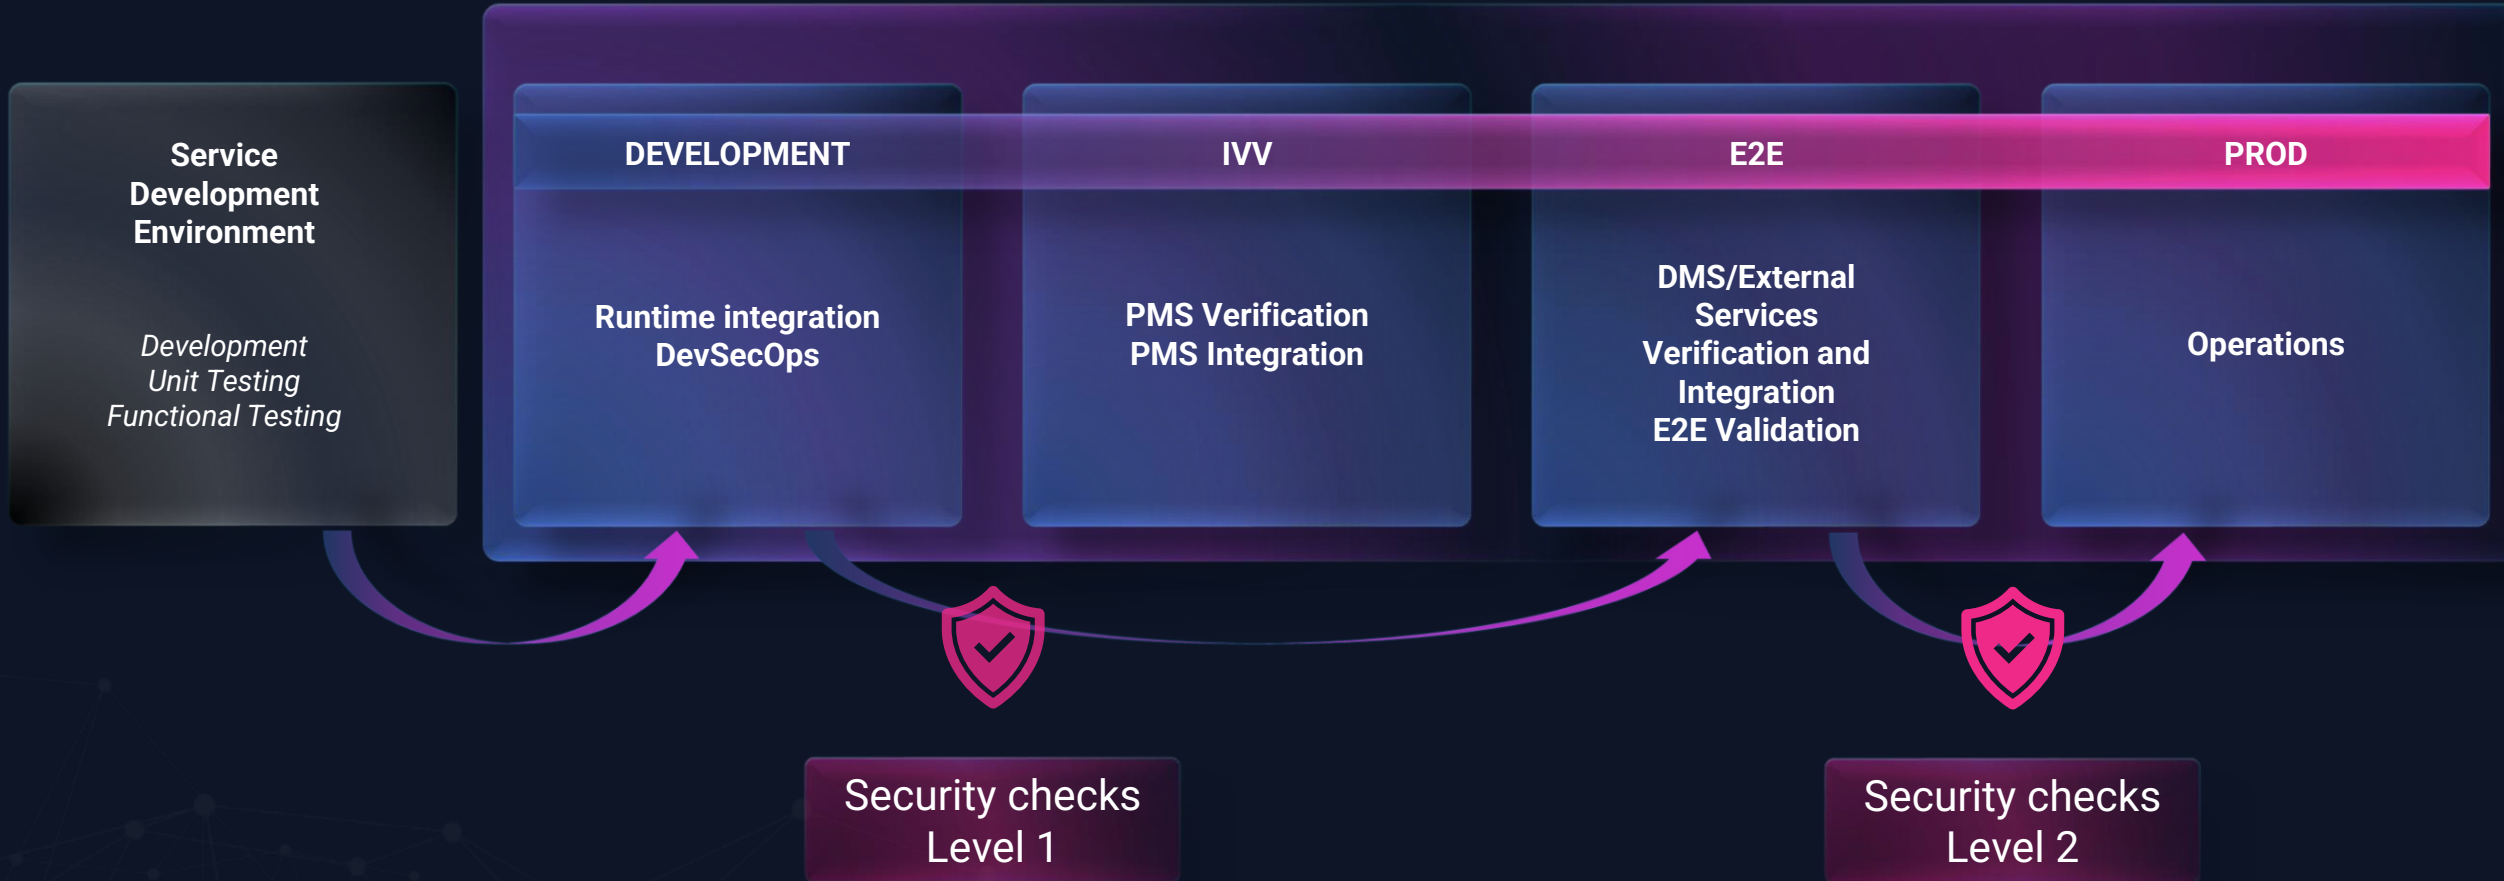 Service
Development
Environment
Development
Unit Testing
Functional Testing
DEVELOPMENT
Runtime integration
DevSecOps
IVV
PMS Verification
PMS Integration
E2E
DMS/External
Services
Verification and
Integration
E2E Validation
PROD
Operations
Security checks
Level 1
Security checks
Level 2